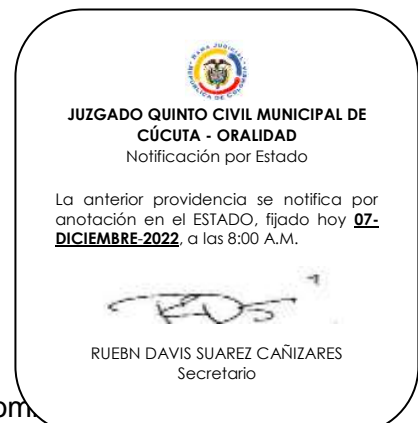 JUZGADO QUINTO CIVIL MUNICIPAL DE
CÚCUTA - ORALIDAD
Notificación por Estado
La anterior providencia se notifica por
anotación en el ESTADO, fijado hoy 07-
DICIEMBRE-2022, a las 8:00 A.M.
RUEBN DAVIS SUAREZ CAÑIZARES
Secretario